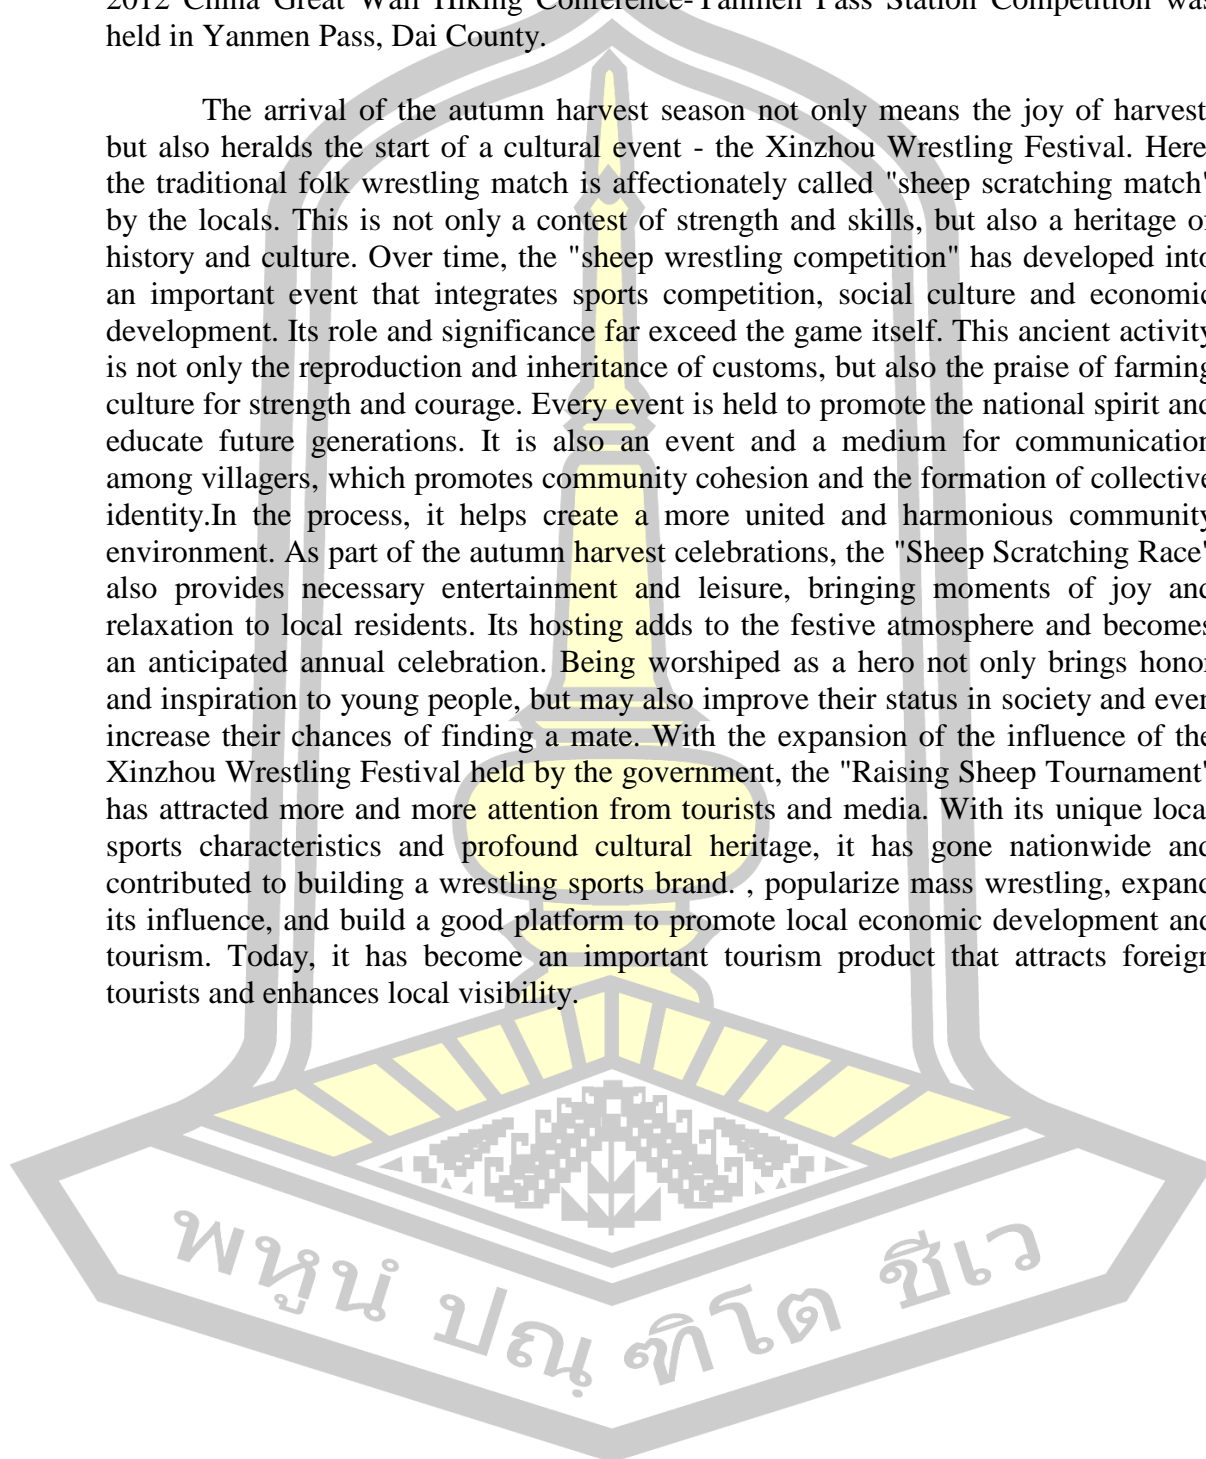 2012 China Great Wall Hiking Conference-Yanmen Pass Station Competition was
held in Yanmen Pass, Dai County.
The arrival of the autumn harvest season not only means the joy of harvest
but also heralds the start of a cultural event - the Xinzhou Wrestling Festival. Here
the traditional folk wrestling match is affectionately called "sheep scratching match"
by the locals. This is not only a contest of strength and skills, but also a heritage of
history and culture. Over time, the "sheep wrestling competition" has developed into
an important event that integrates sports competition, social culture and economic
development. Its role and significance far exceed the game itself. This ancient activity
is not only the reproduction and inheritance of customs, but also the praise of farming
culture for strength and courage. Every event is held to promote the national spirit and
educate future generations. It is also an event and a medium for communication
among villagers, which promotes community cohesion and the formation of collective
identity.In the process, it helps create a more united and harmonious community
environment. As part of the autumn harvest celebrations, the "Sheep Scratching Race"
also provides necessary entertainment and leisure, bringing moments of joy and
relaxation to local residents. Its hosting adds to the festive atmosphere and becomes
an anticipated annual celebration. Being worshiped as a hero not only brings honor
and inspiration to young people, but may also improve their status in society and even
increase their chances of finding a mate. With the expansion of the influence of the
Xinzhou Wrestling Festival held by the government, the "Raising Sheep Tournament"
has attracted more and more attention from tourists and media. With its unique local
sports characteristics and profound cultural heritage, it has gone nationwide and
contributed to building a wrestling sports brand. , popularize mass wrestling, expand
its influence, and build a good platform to promote local economic development and
tourism. Today, it has become an important tourism product that attracts foreign
tourists and enhances local visibility.
พหูนํ ปณฺฑิโต ชีเว